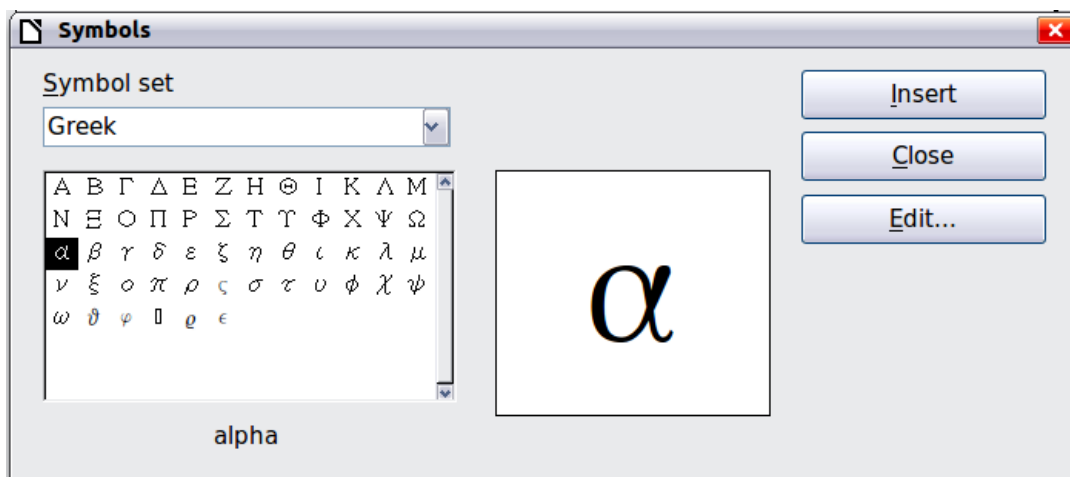 Symbols
Symbol set
Greek
Α Β Γ Δ Ε Ζ Η Θ Ι Κ Λ Μ
Ν Ξ Ο Π Ρ Σ Τ ϒ Φ Χ Ψ Ω
α β γ δ ε ζ η θ ι κ λ μ
ν ξ ο π ρ ς σ τ υ ϕ χ ψ
ω ϑ φ ▯ ϱ ϵ
alpha
α
Insert
Close
Edit...